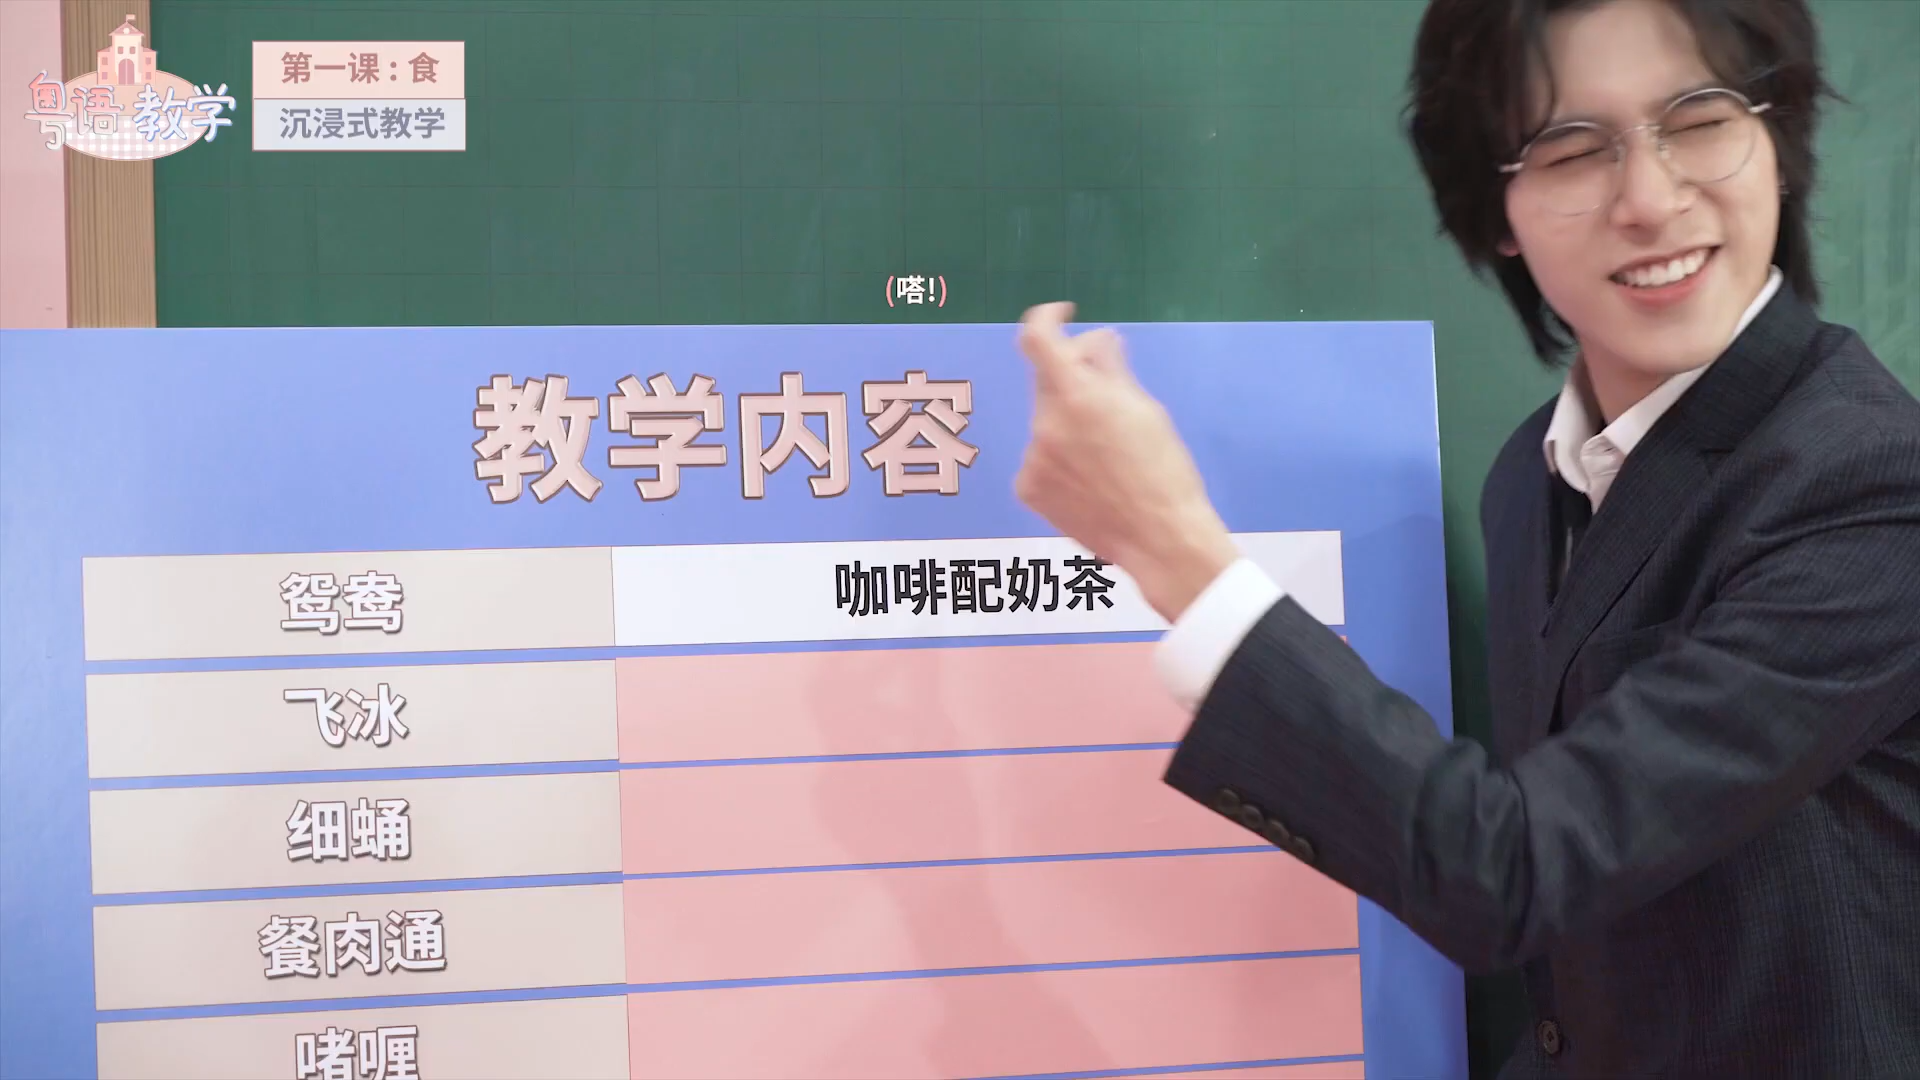 粤语教学
第一课：食
沉浸式教学
(嗒!)
教学内容
鸳鸯 咖啡配奶茶
飞冰
细蛹
餐肉通
啫喱